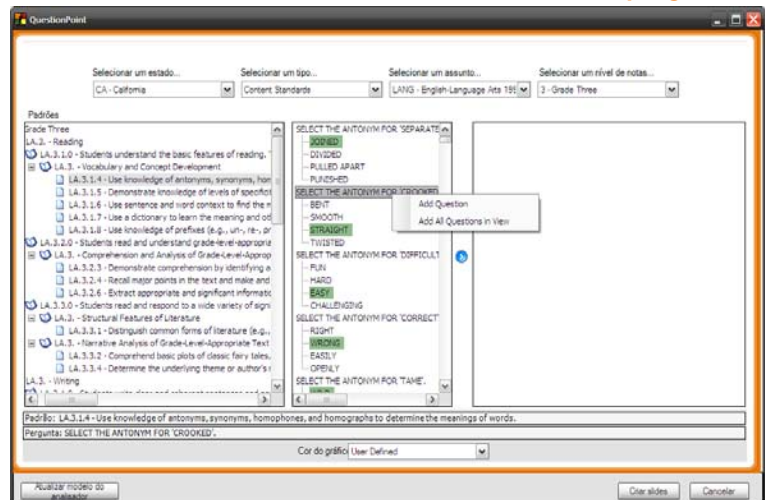 QuestionPoint
Selecionar um estado...
Selecionar um tipo...
Selecionar um assunto...
Selecionar um nível de notas...
CA - California
Content Standards
LANG - English-Language Arts 199
3 - Grade Three
Padrões
Grade Three
LA.3. - Reading
LA.3.1.0 - Students understand the basic features of reading.
LA.3. - Vocabulary and Concept Development
LA.3.1.4 - Use knowledge of antonyms, synonyms, hom
LA.3.1.5 - Demonstrate knowledge of levels of specifici
LA.3.1.6 - Use sentence and word context to find the m
LA.3.1.7 - Use a dictionary to learn the meaning and ot
LA.3.1.8 - Use knowledge of prefixes (e.g., un-, re-, pr
LA.3.2.0 - Students read and understand grade-level-appropria
LA.3. - Comprehension and Analysis of Grade-Level-Approp
LA.3.2.3 - Demonstrate comprehension by identifying a
LA.3.2.4 - Recall major points in the text and make and
LA.3.2.6 - Extract appropriate and significant informatio
LA.3.3.0 - Students read and respond to a wide variety of signi
LA.3. - Structural Features of Literature
LA.3.3.1 - Distinguish common forms of literature (e.g.,
LA.3. - Narrative Analysis of Grade-Level-Appropriate Text
LA.3.3.2 - Comprehend basic plots of classic fairy tales,
LA.3.3.4 - Determine the underlying theme or author's
LA.3. - Writing
SELECT THE ANTONYM FOR 'SEPARATE
JOINED
DIVIDED
PULLED APART
PUNISHED
SELECT THE ANTONYM FOR 'CROOKED
BENT
SMOOTH
STRAIGHT
TWISTED
SELECT THE ANTONYM FOR 'DIFFICULT
FUN
HARD
EASY
CHALLENGING
SELECT THE ANTONYM FOR 'CORRECT'
RIGHT
WRONG
EASILY
OPENLY
SELECT THE ANTONYM FOR 'TAME'.
Add Question
Add All Questions in View
Padrão: LA.3.1.4 - Use knowledge of antonyms, synonyms, homophones, and homographs to determine the meanings of words.
Pergunta: SELECT THE ANTONYM FOR 'CROOKED'.
Cor do gráfico
User Defined
Atualizar modelo do
analisador
Criar slides
Cancelar